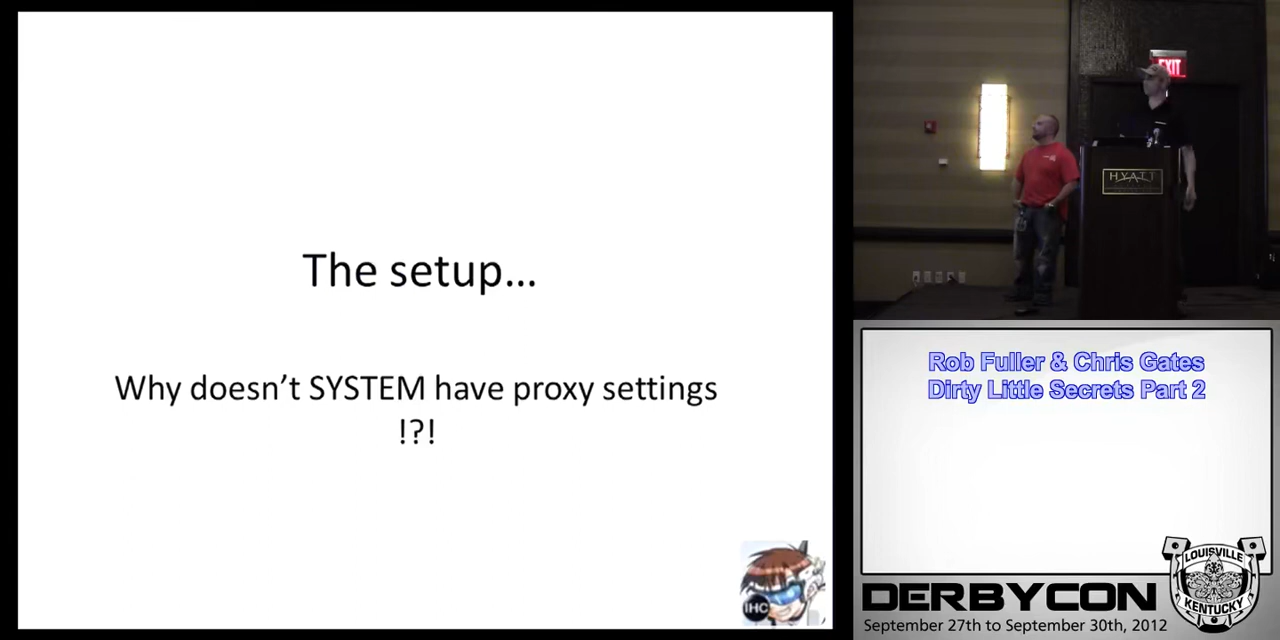 The setup...
Why doesn't SYSTEM have proxy settings
!?!
IHC
EXIT
HYATT
Rob Fuller & Chris Gates
Dirty Little Secrets Part 2
LOUISVILLE
KENTUCKY
DERBYCON
September 27th to September 30th, 2012